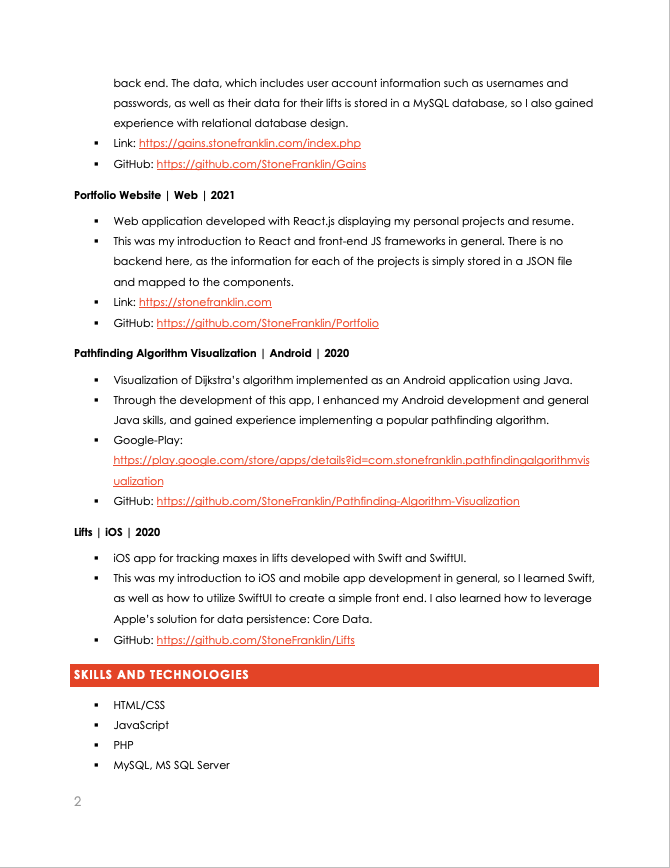 back end. The data, which includes user account information such as usernames and
passwords, as well as their data for their lifts is stored in a MySQL database, so I also gained
experience with relational database design.
▪ Link: https://gains.stonefranklin.com/index.php
▪ GitHub: https://github.com/StoneFranklin/Gains
Portfolio Website | Web | 2021
▪ Web application developed with React.js displaying my personal projects and resume.
▪ This was my introduction to React and front-end JS frameworks in general. There is no
backend here, as the information for each of the projects is simply stored in a JSON file
and mapped to the components.
▪ Link: https://stonefranklin.com
▪ GitHub: https://github.com/StoneFranklin/Portfolio
Pathfinding Algorithm Visualization | Android | 2020
▪ Visualization of Dijkstra’s algorithm implemented as an Android application using Java.
▪ Through the development of this app, I enhanced my Android development and general
Java skills, and gained experience implementing a popular pathfinding algorithm.
▪ Google-Play:
https://play.google.com/store/apps/details?id=com.stonefranklin.pathfindingalgorithmvis
ualization
▪ GitHub: https://github.com/StoneFranklin/Pathfinding-Algorithm-Visualization
Lifts | iOS | 2020
▪ iOS app for tracking maxes in lifts developed with Swift and SwiftUI.
▪ This was my introduction to iOS and mobile app development in general, so I learned Swift,
as well as how to utilize SwiftUI to create a simple front end. I also learned how to leverage
Apple’s solution for data persistence: Core Data.
▪ GitHub: https://github.com/StoneFranklin/Lifts
SKILLS AND TECHNOLOGIES
▪ HTML/CSS
▪ JavaScript
▪ PHP
▪ MySQL, MS SQL Server
2